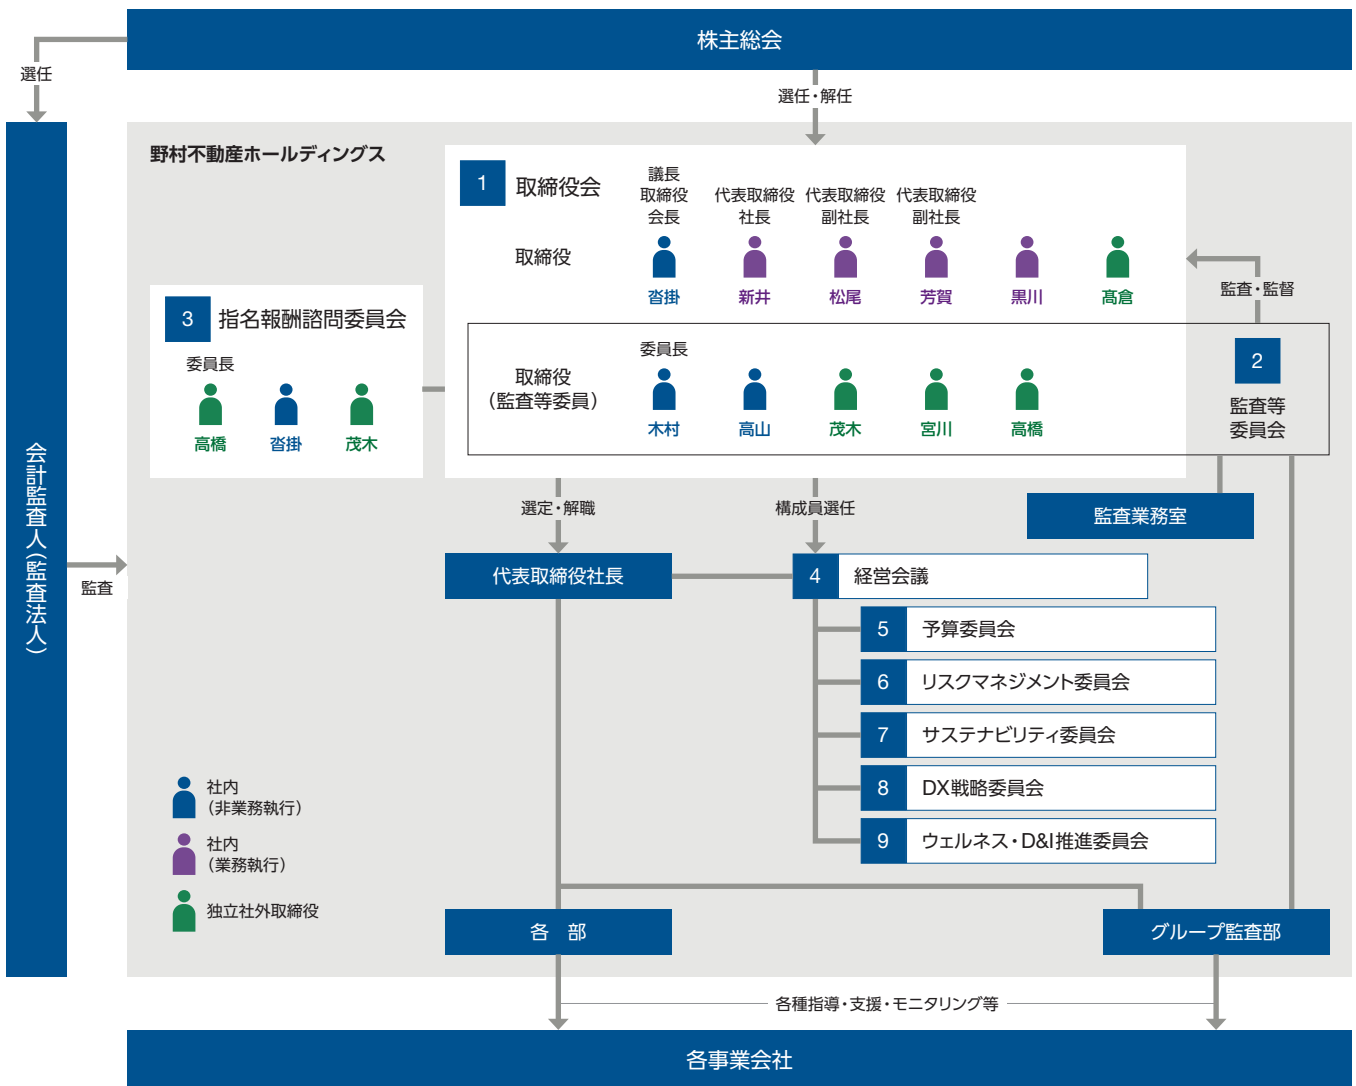 株主総会
選任
選任・解任
野村不動産ホールディングス
1
取締役会
議長
取締役
会長
代表取締役
社長
代表取締役
副社長
代表取締役
副社長
取締役
沓掛
新井
松尾
芳賀
黒川
髙倉
監査・監督
3
指名報酬諮問委員会
委員長
高橋
沓掛
茂木
取締役
(監査等委員)
委員長
木村
高山
茂木
宮川
高橋
2
監査等
委員会
会計監査人(監査法人)
監査
選定・解職
構成員選任
監査業務室
代表取締役社長
4
経営会議
5
予算委員会
6
リスクマネジメント委員会
7
サステナビリティ委員会
8
DX戦略委員会
9
ウェルネス・D&I推進委員会
社内
(非業務執行)
社内
(業務執行)
独立社外取締役
各 部
グループ監査部
各種指導・支援・モニタリング等
各事業会社